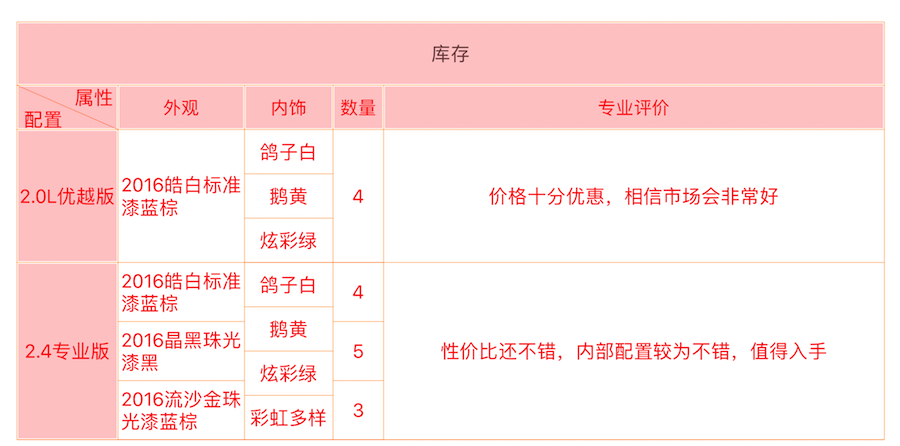 库存
属性
配置
外观
内饰
数量
专业评价
2.0L优越版
2016皓白标准
漆蓝棕
鸽子白
鹅黄
炫彩绿
4
价格十分优惠，相信市场会非常好
2.4专业版
2016皓白标准
漆蓝棕
2016晶黑珠光
漆黑
2016流沙金珠
光漆蓝棕
鸽子白
鹅黄
炫彩绿
彩虹多样
4
5
3
性价比还不错，内部配置较为不错，值得入手